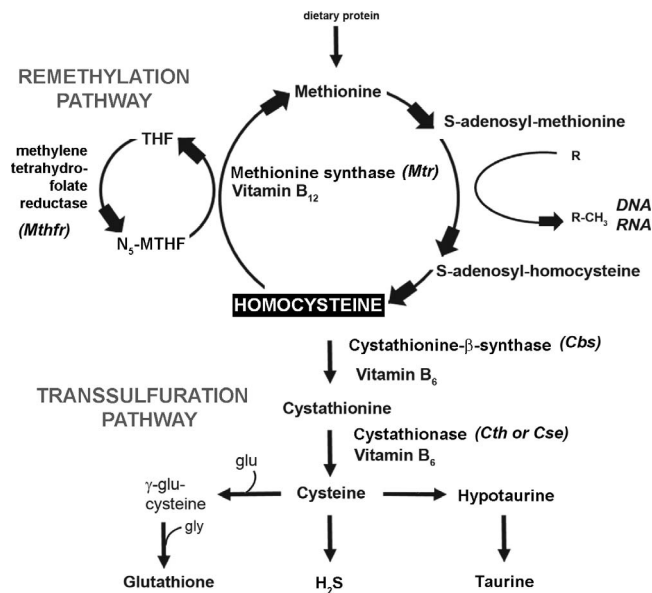 dietary protein
REMETHYLATION
PATHWAY
Methionine
S-adenosyl-methionine
THF
methylene
tetrahydro-
folate
reductase
(Mthfr)
N₅-MTHF
Methionine synthase (Mtr)
Vitamin B₁₂
R
R-CH₃
DNA
RNA
S-adenosyl-homocysteine
HOMOCYSTEINE
Cystathionine-β-synthase (Cbs)
Vitamin B₆
TRANSSULFURATION
PATHWAY
Cystathionine
Cystathionase (Cth or Cse)
Vitamin B₆
glu
γ-glu-
cysteine
Cysteine
Hypotaurine
gly
Glutathione
H₂S
Taurine